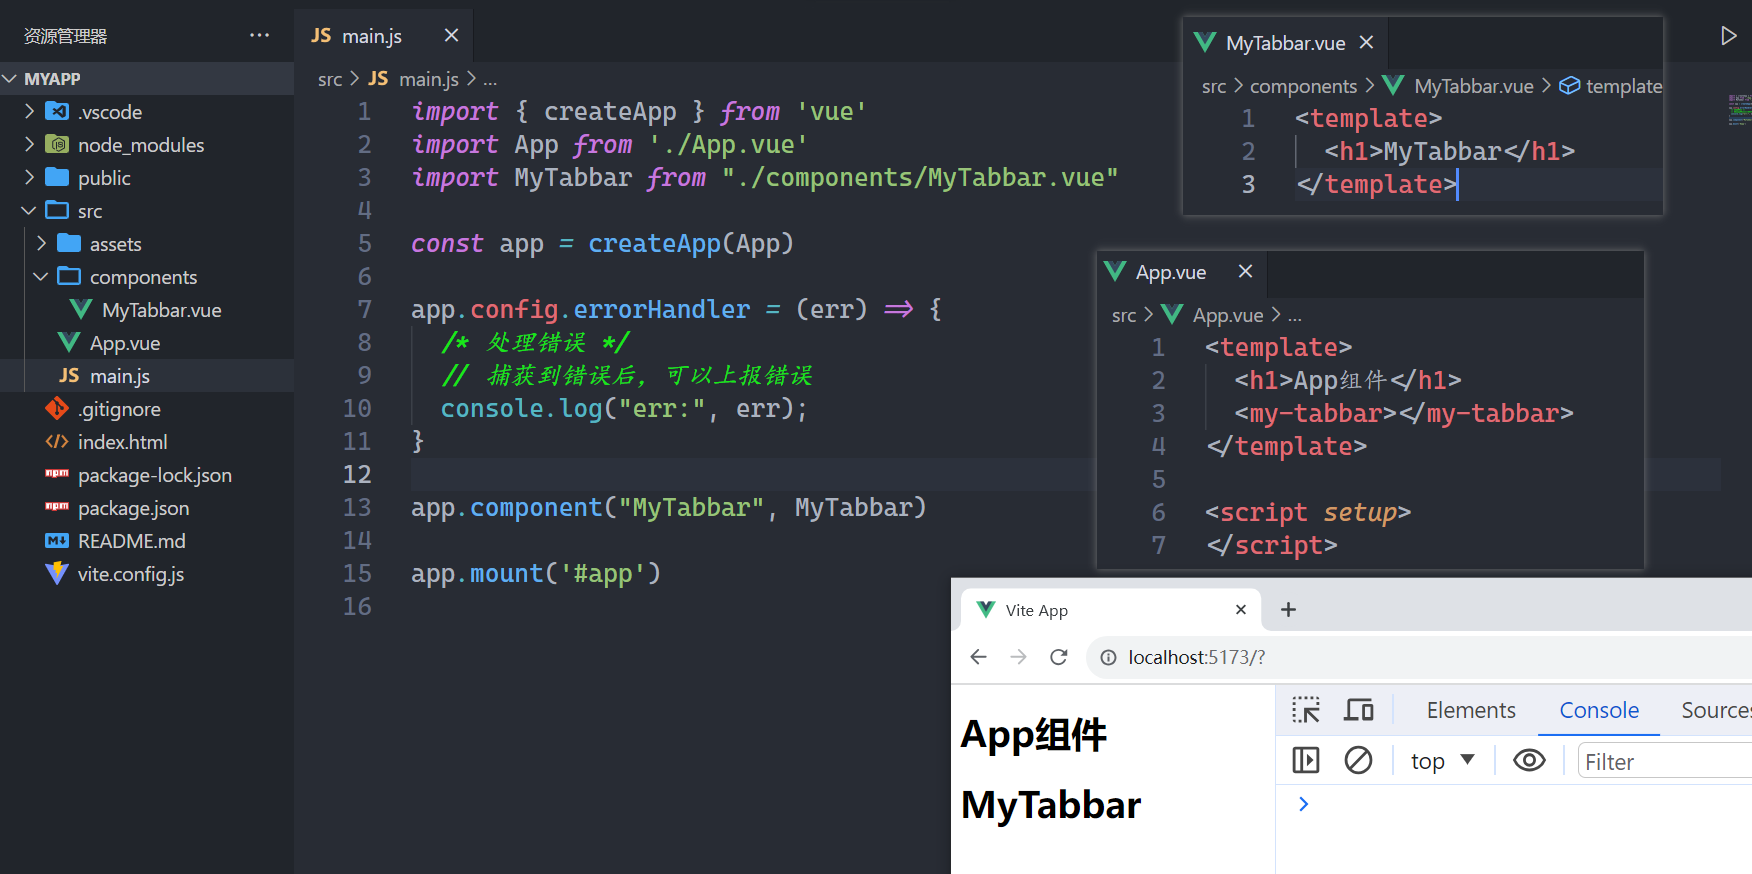 资源管理器
MYAPP
.vscode
node_modules
public
src
assets
components
MyTabbar.vue
App.vue
JS main.js
.gitignore
index.html
package-lock.json
package.json
README.md
vite.config.js
JS main.js
src > JS main.js > ...
1 import { createApp } from 'vue'
2 import App from './App.vue'
3 import MyTabbar from "./components/MyTabbar.vue"
4
5 const app = createApp(App)
6
7 app.config.errorHandler = (err) => {
8 /* 处理错误 */
9 // 捕获到错误后，可以上报错误
10 console.log("err:", err);
11 }
12
13 app.component("MyTabbar", MyTabbar)
14
15 app.mount('#app')
16
MyTabbar.vue
src > components > MyTabbar.vue > template
1 <template>
2 <h1>MyTabbar</h1>
3 </template>
App.vue
src > App.vue > ...
1 <template>
2 <h1>App组件</h1>
3 <my-tabbar></my-tabbar>
4 </template>
5
6 <script setup>
7 </script>
Vite App
localhost:5173/?
App组件
MyTabbar
Elements Console Sources
top Filter